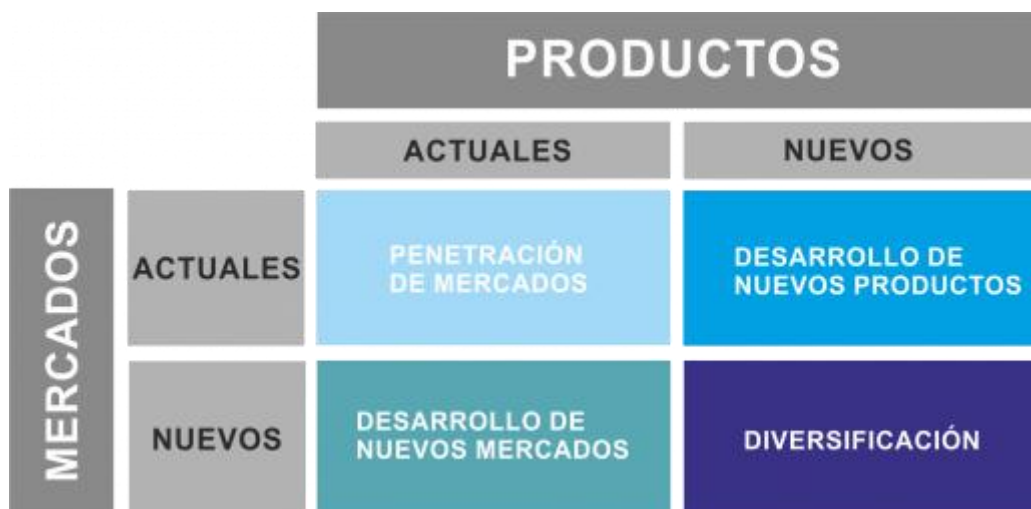 PRODUCTOS
ACTUALES
NUEVOS
MERCADOS
ACTUALES
PENETRACIÓN
DE MERCADOS
DESARROLLO DE
NUEVOS PRODUCTOS
NUEVOS
DESARROLLO DE
NUEVOS MERCADOS
DIVERSIFICACIÓN